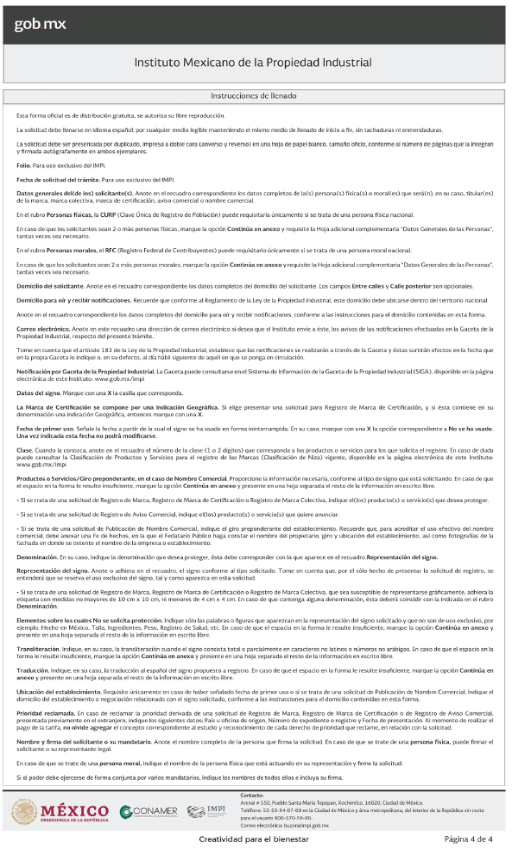 gob.mx
Instituto Mexicano de la Propiedad Industrial
Instrucciones de llenado
Esta forma oficial es de distribución gratuita, se autoriza su libre reproducción.
La solicitud debe llenarse en idioma español, por cualquier medio legible manteniendo el mismo medio de llenado de inicio a fin, sin tachaduras ni enmendaduras.
La solicitud debe ser presentada por duplicado, impresa a doble cara (anverso y reverso) en una hoja de papel blanco, tamaño oficio, conforme al número de páginas que la integran
y firmada autógrafamente en ambos ejemplares.
Folio. Para uso exclusivo del IMPI.
Fecha de solicitud del trámite. Para uso exclusivo del IMPI.
Datos generales del(de los) solicitante(s). Anote en el recuadro correspondiente los datos completos de la(s) persona(s) física(s) o moral(es) que será(n), en su caso, titular(es)
de la marca, marca colectiva, marca de certificación, aviso comercial o nombre comercial.
En el rubro Personas físicas, la CURP (Clave Única de Registro de Población) puede requisitarla únicamente si se trata de una persona física nacional.
En caso de que los solicitantes sean 2 o más personas físicas, marque la opción Continúa en anexo y requisite la Hoja adicional complementaria "Datos Generales de las Personas",
tantas veces sea necesario.
En el rubro Personas morales, el RFC (Registro Federal de Contribuyentes) puede requisitarlo únicamente si se trata de una persona moral nacional.
En caso de que los solicitantes sean 2 o más personas morales, marque la opción Continúa en anexo y requisite la Hoja adicional complementaria "Datos Generales de las Personas",
tantas veces sea necesario.
Domicilio del solicitante. Anote en el recuadro correspondiente los datos completos del domicilio del solicitante. Los campos Entre calles y Calle posterior son opcionales.
Domicilio para oír y recibir notificaciones. Recuerde que conforme al Reglamento de la Ley de la Propiedad Industrial, este domicilio debe ubicarse dentro del territorio nacional.
Anote en el recuadro correspondiente los datos completos del domicilio para oír y recibir notificaciones, conforme a las instrucciones para el domicilio contenidas en esta forma.
Correo electrónico. Anote en este recuadro una dirección de correo electrónico si desea que el Instituto envíe a éste, los avisos de las notificaciones efectuadas en la Gaceta de la
Propiedad Industrial, respecto del presente trámite.
Tome en cuenta que el artículo 183 de la Ley de la Propiedad Industrial, establece que las notificaciones se realizarán a través de la Gaceta y éstas surtirán efectos en la fecha que
en la propia Gaceta le indique o, en su defecto, al día hábil siguiente de aquél en que se ponga en circulación.
Notificación por Gaceta de la Propiedad Industrial. La Gaceta puede consultarse en el Sistema de Información de la Gaceta de la Propiedad Industrial (SIGA), disponible en la página
electrónica de este Instituto: www.gob.mx/impi
Datos del signo. Marque con una X la casilla que corresponda.
La Marca de Certificación se compone por una Indicación Geográfica. Si elige presentar una solicitud para Registro de Marca de Certificación, y si ésta contiene en su
denominación una Indicación Geográfica, entonces marque con una X.
Fecha de primer uso. Señale la fecha a partir de la cual el signo se ha usado en forma ininterrumpida. En su caso, marque con una X la opción correspondiente a No se ha usado.
Una vez indicada esta fecha no podrá modificarse.
Clase. Cuando la conozca, anote en el recuadro el número de la clase (1 o 2 dígitos) que corresponda a los productos o servicios para los que solicita el registro. En caso de duda
puede consultar la Clasificación de Productos y Servicios para el registro de las Marcas (Clasificación de Niza) vigente, disponible en la página electrónica de este Instituto:
www.gob.mx/impi
Productos o Servicios/Giro preponderante, en el caso de Nombre Comercial. Proporcione la información necesaria, conforme al tipo de signo que está solicitando. En caso de que
el espacio en la forma le resulte insuficiente, marque la opción Continúa en anexo y presente en una hoja separada el resto de la información en escrito libre.
• Si se trata de una solicitud de Registro de Marca, Registro de Marca de Certificación o Registro de Marca Colectiva, indique el(los) producto(s) o servicio(s) que desea proteger.
• Si se trata de una solicitud de Registro de Aviso Comercial, indique el(los) producto(s) o servicio(s) que quiere anunciar.
• Si se trata de una solicitud de Publicación de Nombre Comercial, indique el giro preponderante del establecimiento. Recuerde que, para acreditar el uso efectivo del nombre
comercial, debe anexar una Fe de hechos, en la que el Fedatario Público haga constar el nombre del propietario, giro y ubicación del establecimiento, así como fotografías de la
fachada en donde se ostente el nombre de la empresa o establecimiento.
Denominación. En su caso, indique la denominación que desea proteger, ésta debe corresponder con la que aparece en el recuadro Representación del signo.
Representación del signo. Anote o adhiera en el recuadro, el signo conforme al tipo solicitado. Tome en cuenta que, por el sólo hecho de presentar la solicitud de registro, se
entenderá que se reserva el uso exclusivo del signo, tal y como aparezca en esta solicitud.
• Si se trata de una solicitud de Registro de Marca, Registro de Marca de Certificación o Registro de Marca Colectiva, que sea susceptible de representarse gráficamente, adhiera la
etiqueta con medidas no mayores de 10 cm x 10 cm, ni menores de 4 cm x 4 cm. En caso de que contenga alguna denominación, ésta deberá coincidir con la indicada en el rubro
Denominación.
Elementos sobre los cuales No se solicita protección. Indique sólo las palabras o figuras que aparezcan en la representación del signo solicitado y que no son de uso exclusivo, por
ejemplo: Hecho en México, Talla, Ingredientes, Peso, Registro de Salud, etc. En caso de que el espacio en la forma le resulte insuficiente, marque la opción Continúa en anexo y
presente en una hoja separada el resto de la información en escrito libre.
Transliteración. Indique, en su caso, la transliteración cuando el signo consista total o parcialmente en caracteres no latinos o números no arábigos. En caso de que el espacio en la
forma le resulte insuficiente, marque la opción Continúa en anexo y presente en una hoja separada el resto de la información en escrito libre.
Traducción. Indique, en su caso, la traducción al español del signo propuesto a registro. En caso de que el espacio en la forma le resulte insuficiente, marque la opción Continúa en
anexo y presente en una hoja separada el resto de la información en escrito libre.
Ubicación del establecimiento. Requisite únicamente en caso de haber señalado fecha de primer uso o si se trata de una solicitud de Publicación de Nombre Comercial. Indique el
domicilio del establecimiento o negociación relacionado con el signo solicitado, conforme a las instrucciones para el domicilio contenidas en esta forma.
Prioridad reclamada. En caso de reclamar la prioridad derivada de una solicitud de Registro de Marca, Registro de Marca de Certificación o de Registro de Aviso Comercial,
presentada previamente en el extranjero, indique los siguientes datos: País u oficina de origen, Número de expediente o registro y Fecha de presentación. Al momento de realizar el
pago de la tarifa, no olvide agregar el concepto correspondiente al estudio y reconocimiento de cada derecho de prioridad que reclame, en relación con la solicitud.
Nombre y firma del solicitante o su mandatario. Anote el nombre completo de la persona que firma la solicitud. En caso de que se trate de una persona física, puede firmar el
solicitante o su representante legal.
En caso de que se trate de una persona moral, indique el nombre de la persona física que está actuando en su representación y firme la solicitud.
Si el poder debe ejercerse de forma conjunta por varios mandatarios, indique los nombres de todos ellos e incluya su firma.
Contacto:
Arenal # 550, Pueblo Santa María Tepepan, Xochimilco, 16020, Ciudad de México.
Teléfono: 55-53-34-07-00 en la Ciudad de México y área metropolitana, del interior de la República sin costo
para el usuario 800-570-59-90.
Correo electrónico: buzon@impi.gob.mx
MÉXICO
PRESIDENCIA DE LA REPÚBLICA
CONAMER
IMPI
Creatividad para el bienestar
Página 4 de 4